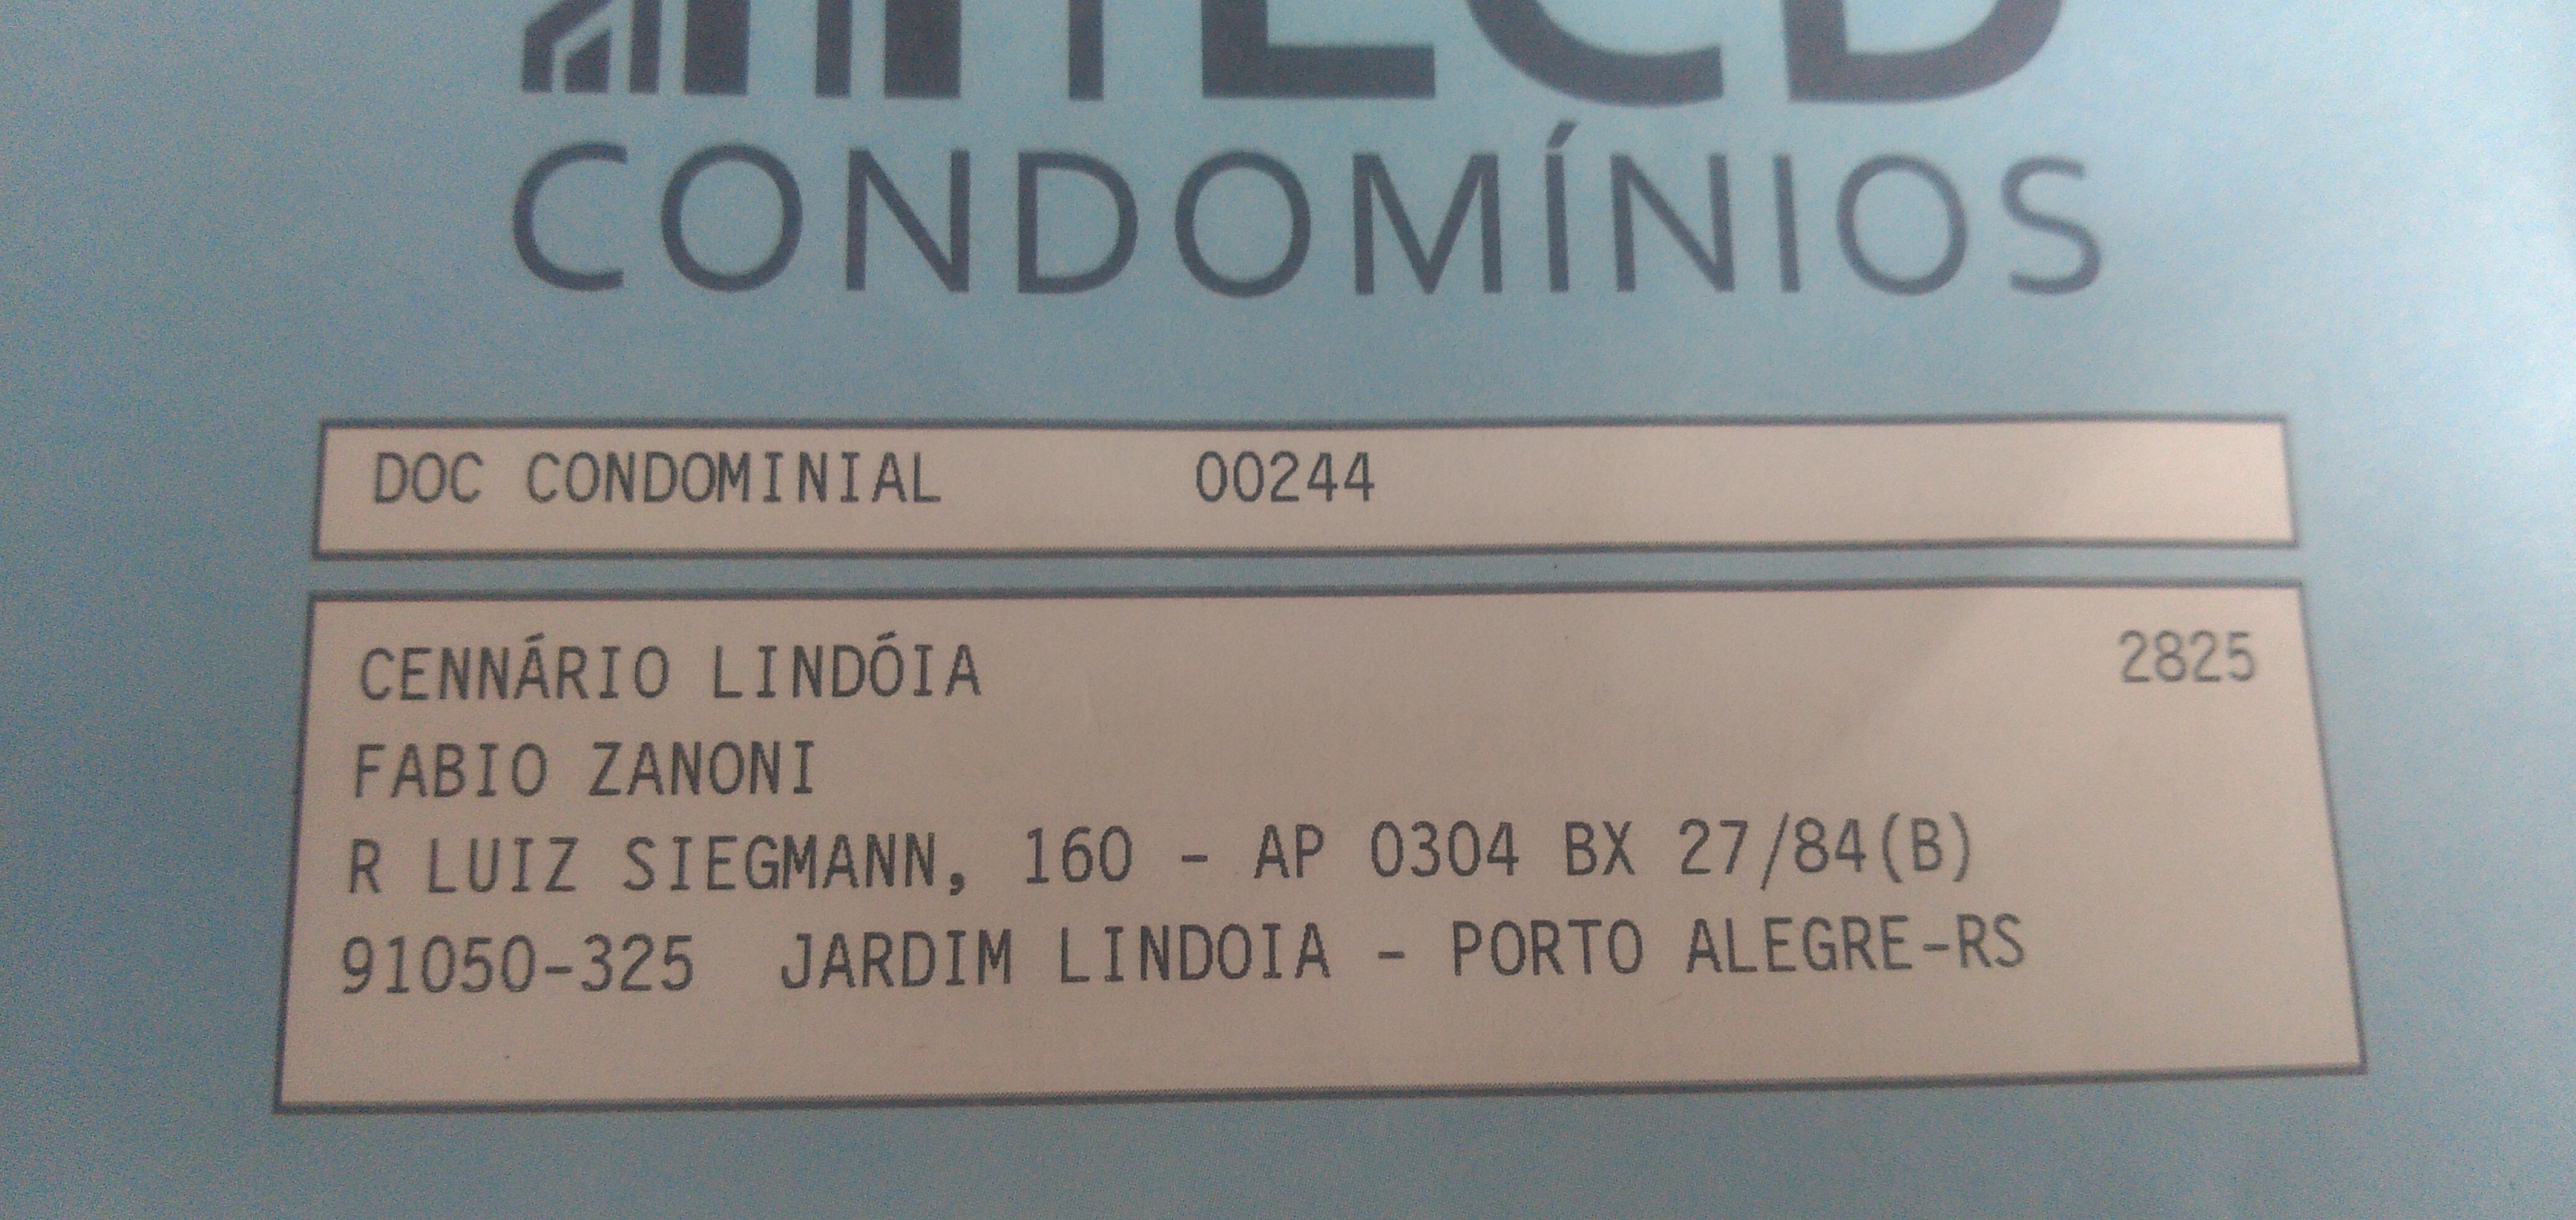 CONDOMÍNIOS
DOC CONDOMINIAL 00244
CENNÁRIO LINDÓIA 2825
FABIO ZANONI
R LUIZ SIEGMANN, 160 - AP 0304 BX 27/84(B)
91050-325 JARDIM LINDOIA - PORTO ALEGRE-RS